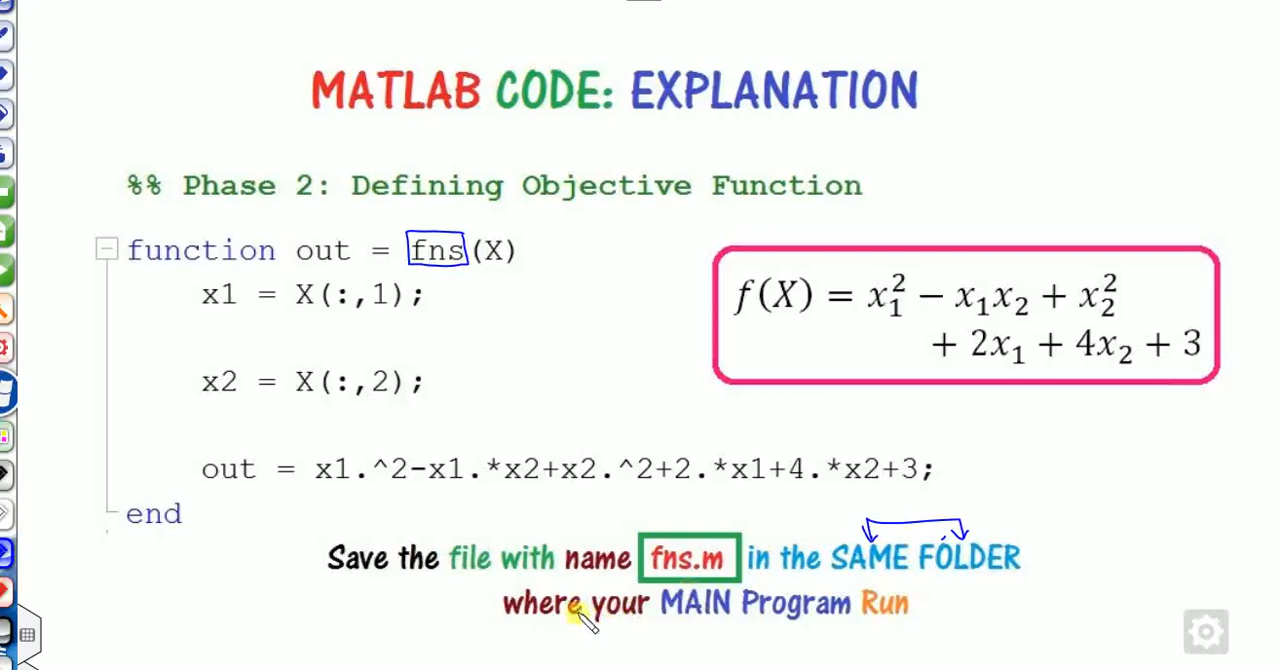 MATLAB CODE: EXPLANATION
%% Phase 2: Defining Objective Function
function out = fns(X)
x1 = X(:,1);
x2 = X(:,2);
out = x1.^2-x1.*x2+x2.^2+2.*x1+4.*x2+3;
end
f(X) = x₁² − x₁x₂ + x₂²
+ 2x₁ + 4x₂ + 3
Save the file with name fns.m in the SAME FOLDER
where your MAIN Program Run